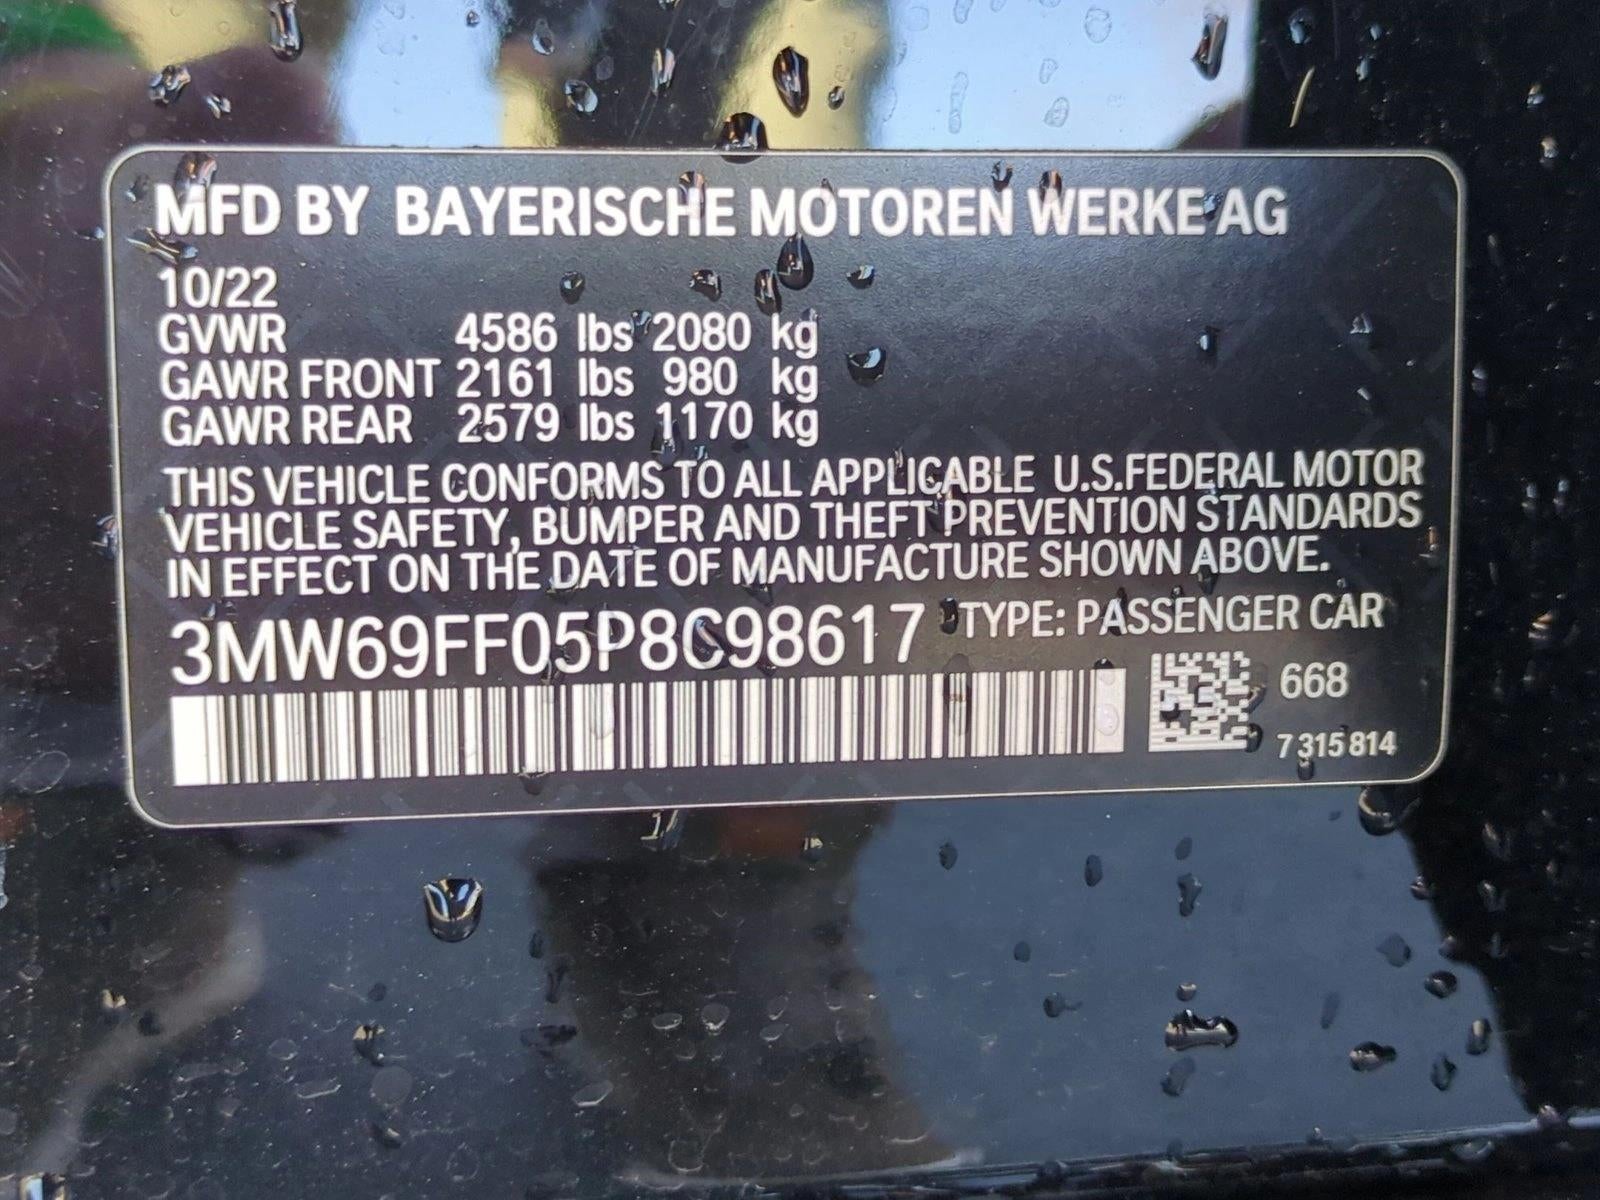 MFD BY BAYERISCHE MOTOREN WERKE AG
10/22
GVWR 4586 lbs 2080 kg
GAWR FRONT 2161 lbs 980 kg
GAWR REAR 2579 lbs 1170 kg
THIS VEHICLE CONFORMS TO ALL APPLICABLE U.S.FEDERAL MOTOR
VEHICLE SAFETY, BUMPER AND THEFT PREVENTION STANDARDS
IN EFFECT ON THE DATE OF MANUFACTURE SHOWN ABOVE.
3MW69FF05P8C98617 TYPE: PASSENGER CAR
668
7 315 814